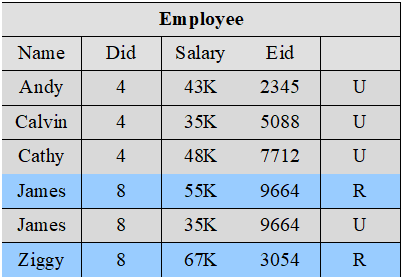 Employee
Name Did Salary Eid
Andy 4 43K 2345 U
Calvin 4 35K 5088 U
Cathy 4 48K 7712 U
James 8 55K 9664 R
James 8 35K 9664 U
Ziggy 8 67K 3054 R